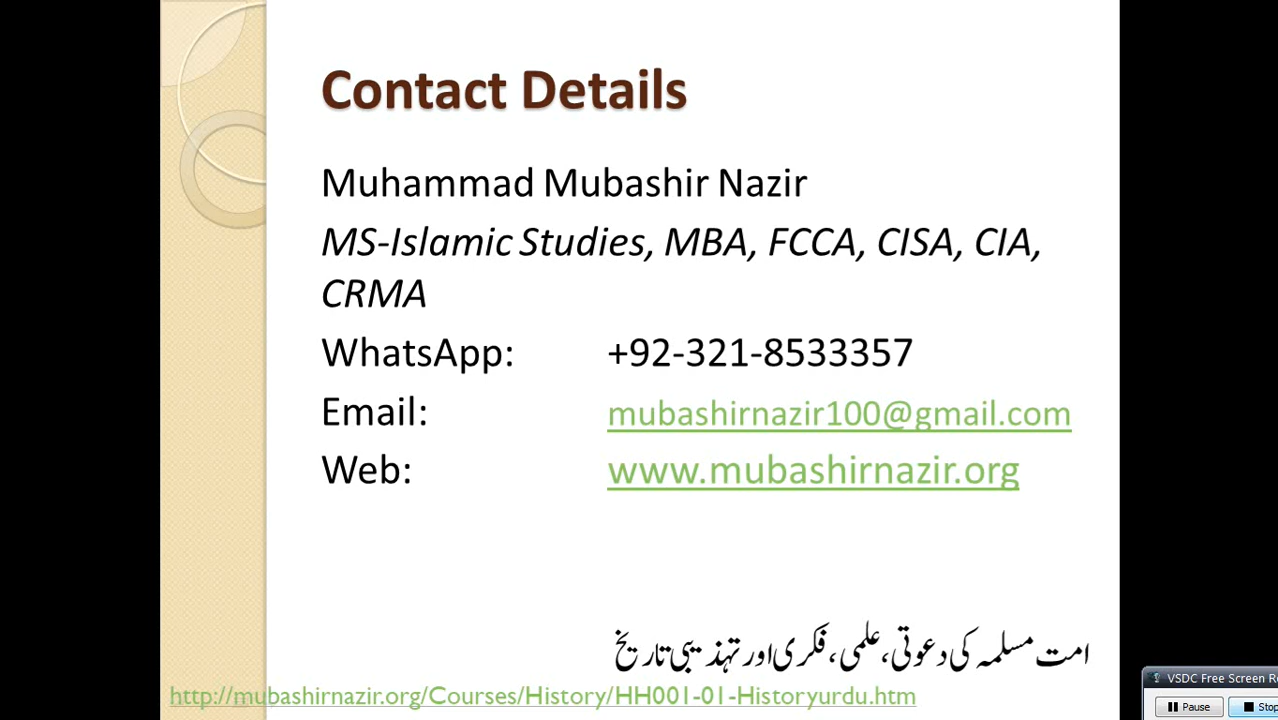 Contact Details
Muhammad Mubashir Nazir
MS-Islamic Studies, MBA, FCCA, CISA, CIA,
CRMA
WhatsApp: +92-321-8533357
Email: mubashirnazir100@gmail.com
Web: www.mubashirnazir.org
امت مسلمہ کی دعوتی، علمی، فکری اور تہذیبی تاریخ
http://mubashirnazir.org/Courses/History/HH001-01-Historyurdu.htm
VSDC Free Screen Re
Pause Stop